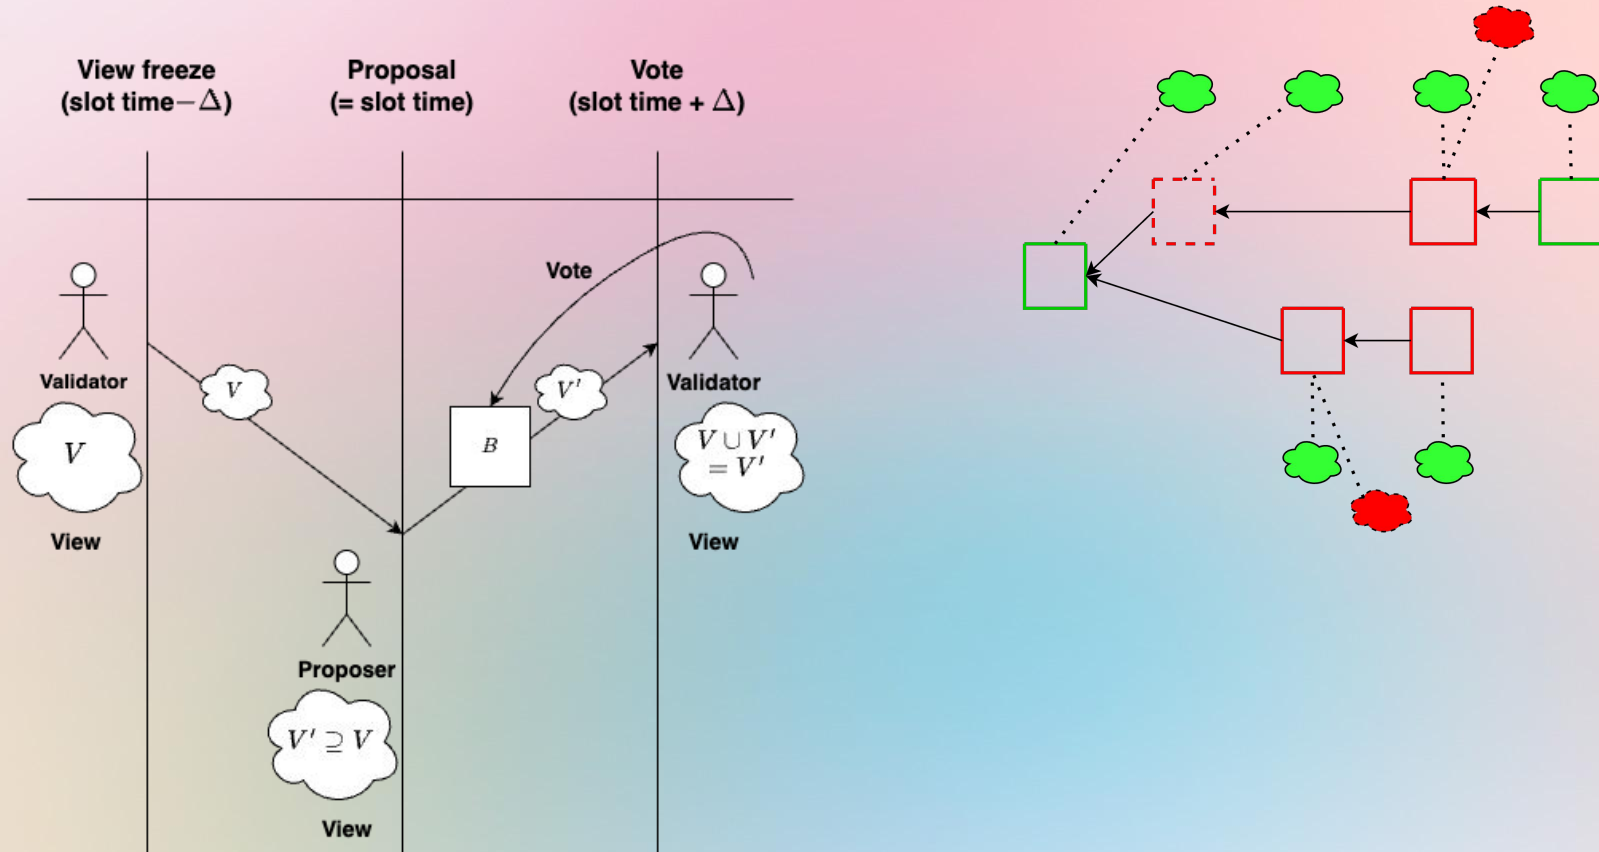 View freeze
(slot time−Δ)
Proposal
(= slot time)
Vote
(slot time + Δ)
Vote
Validator
V
V'
Validator
V
B
V ∪ V'
= V'
View
View
Proposer
V' ⊇ V
View